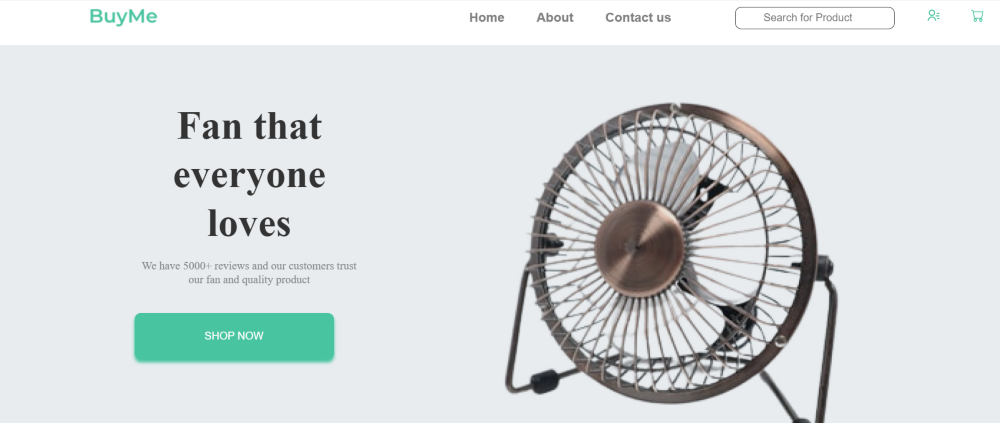 BuyMe
Home
About
Contact us
Search for Product
Fan that
everyone
loves
We have 5000+ reviews and our customers trust
our fan and quality product
SHOP NOW